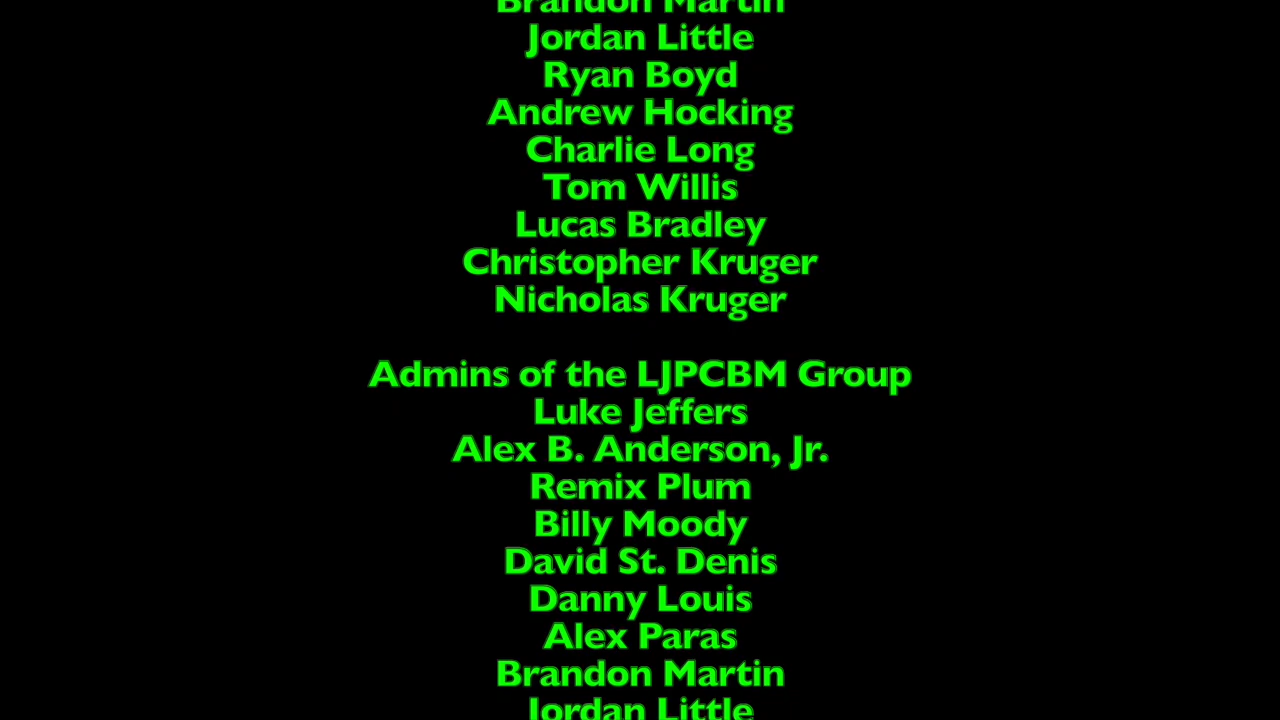 Brandon Martin
Jordan Little
Ryan Boyd
Andrew Hocking
Charlie Long
Tom Willis
Lucas Bradley
Christopher Kruger
Nicholas Kruger
Admins of the LJPCBM Group
Luke Jeffers
Alex B. Anderson, Jr.
Remix Plum
Billy Moody
David St. Denis
Danny Louis
Alex Paras
Brandon Martin
Jordan Little